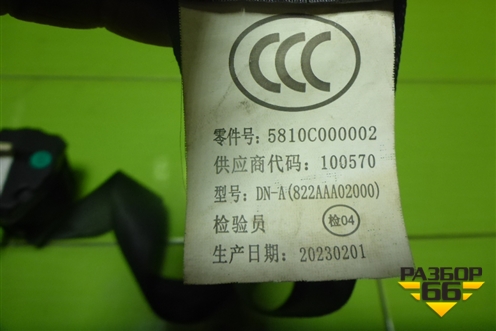 CCC
零件号: 5810C000002
供应商代码: 100570
型号: DN-A(822AAA02000)
检验员 检04
生产日期: 20230201
РАЗБОР
66